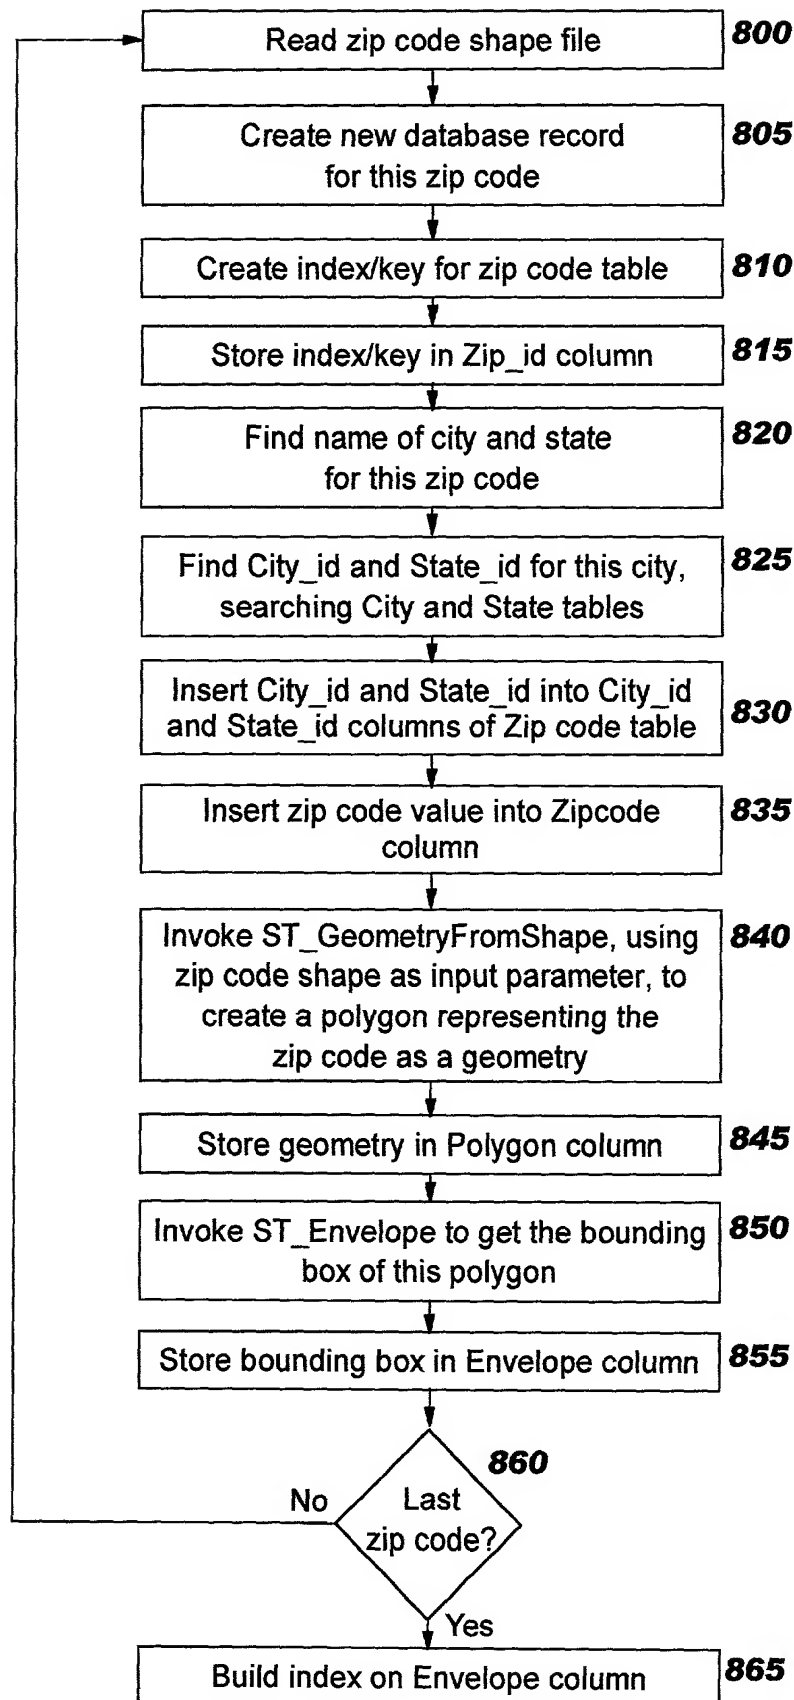 Read zip code shape file 800
Create new database record 805
for this zip code
Create index/key for zip code table 810
Store index/key in Zip_id column 815
Find name of city and state 820
for this zip code
Find City_id and State_id for this city, 825
searching City and State tables
Insert City_id and State_id into City_id 830
and State_id columns of Zip code table
Insert zip code value into Zipcode 835
column
Invoke ST_GeometryFromShape, using 840
zip code shape as input parameter, to
create a polygon representing the
zip code as a geometry
Store geometry in Polygon column 845
Invoke ST_Envelope to get the bounding 850
box of this polygon
Store bounding box in Envelope column 855
860
No
Last
zip code?
Yes
Build index on Envelope column 865